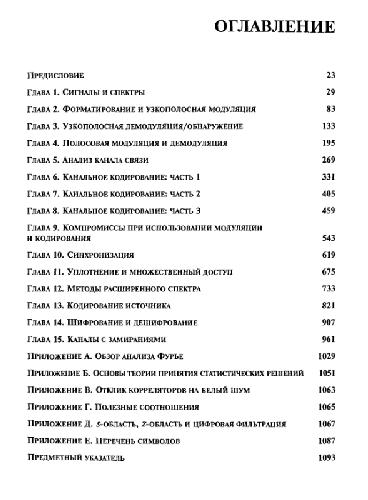 ОГЛАВЛЕНИЕ
ПРЕДИСЛОВИЕ 23
ГЛАВА 1. СИГНАЛЫ И СПЕКТРЫ 29
ГЛАВА 2. ФОРМАТИРОВАНИЕ И УЗКОПОЛОСНАЯ МОДУЛЯЦИЯ 83
ГЛАВА 3. УЗКОПОЛОСНАЯ ДЕМОДУЛЯЦИЯ/ОБНАРУЖЕНИЕ 133
ГЛАВА 4. ПОЛОСОВАЯ МОДУЛЯЦИЯ И ДЕМОДУЛЯЦИЯ 195
ГЛАВА 5. АНАЛИЗ КАНАЛА СВЯЗИ 269
ГЛАВА 6. КАНАЛЬНОЕ КОДИРОВАНИЕ: ЧАСТЬ 1 331
ГЛАВА 7. КАНАЛЬНОЕ КОДИРОВАНИЕ: ЧАСТЬ 2 405
ГЛАВА 8. КАНАЛЬНОЕ КОДИРОВАНИЕ: ЧАСТЬ 3 459
ГЛАВА 9. КОМПРОМИССЫ ПРИ ИСПОЛЬЗОВАНИИ МОДУЛЯЦИИ
И КОДИРОВАНИЯ 543
ГЛАВА 10. СИНХРОНИЗАЦИЯ 619
ГЛАВА 11. УПЛОТНЕНИЕ И МНОЖЕСТВЕННЫЙ ДОСТУП 675
ГЛАВА 12. МЕТОДЫ РАСШИРЕННОГО СПЕКТРА 733
ГЛАВА 13. КОДИРОВАНИЕ ИСТОЧНИКА 821
ГЛАВА 14. ШИФРОВАНИЕ И ДЕШИФРОВАНИЕ 907
ГЛАВА 15. КАНАЛЫ С ЗАМИРАНИЯМИ 961
ПРИЛОЖЕНИЕ А. ОБЗОР АНАЛИЗА ФУРЬЕ 1029
ПРИЛОЖЕНИЕ Б. ОСНОВЫ ТЕОРИИ ПРИНЯТИЯ СТАТИСТИЧЕСКИХ РЕШЕНИЙ 1051
ПРИЛОЖЕНИЕ В. ОТКЛИК КОРРЕЛЯТОРОВ НА БЕЛЫЙ ШУМ 1063
ПРИЛОЖЕНИЕ Г. ПОЛЕЗНЫЕ СООТНОШЕНИЯ 1065
ПРИЛОЖЕНИЕ Д. S-ОБЛАСТЬ, Z-ОБЛАСТЬ И ЦИФРОВАЯ ФИЛЬТРАЦИЯ 1067
ПРИЛОЖЕНИЕ Е. ПЕРЕЧЕНЬ СИМВОЛОВ 1087
ПРЕДМЕТНЫЙ УКАЗАТЕЛЬ 1093